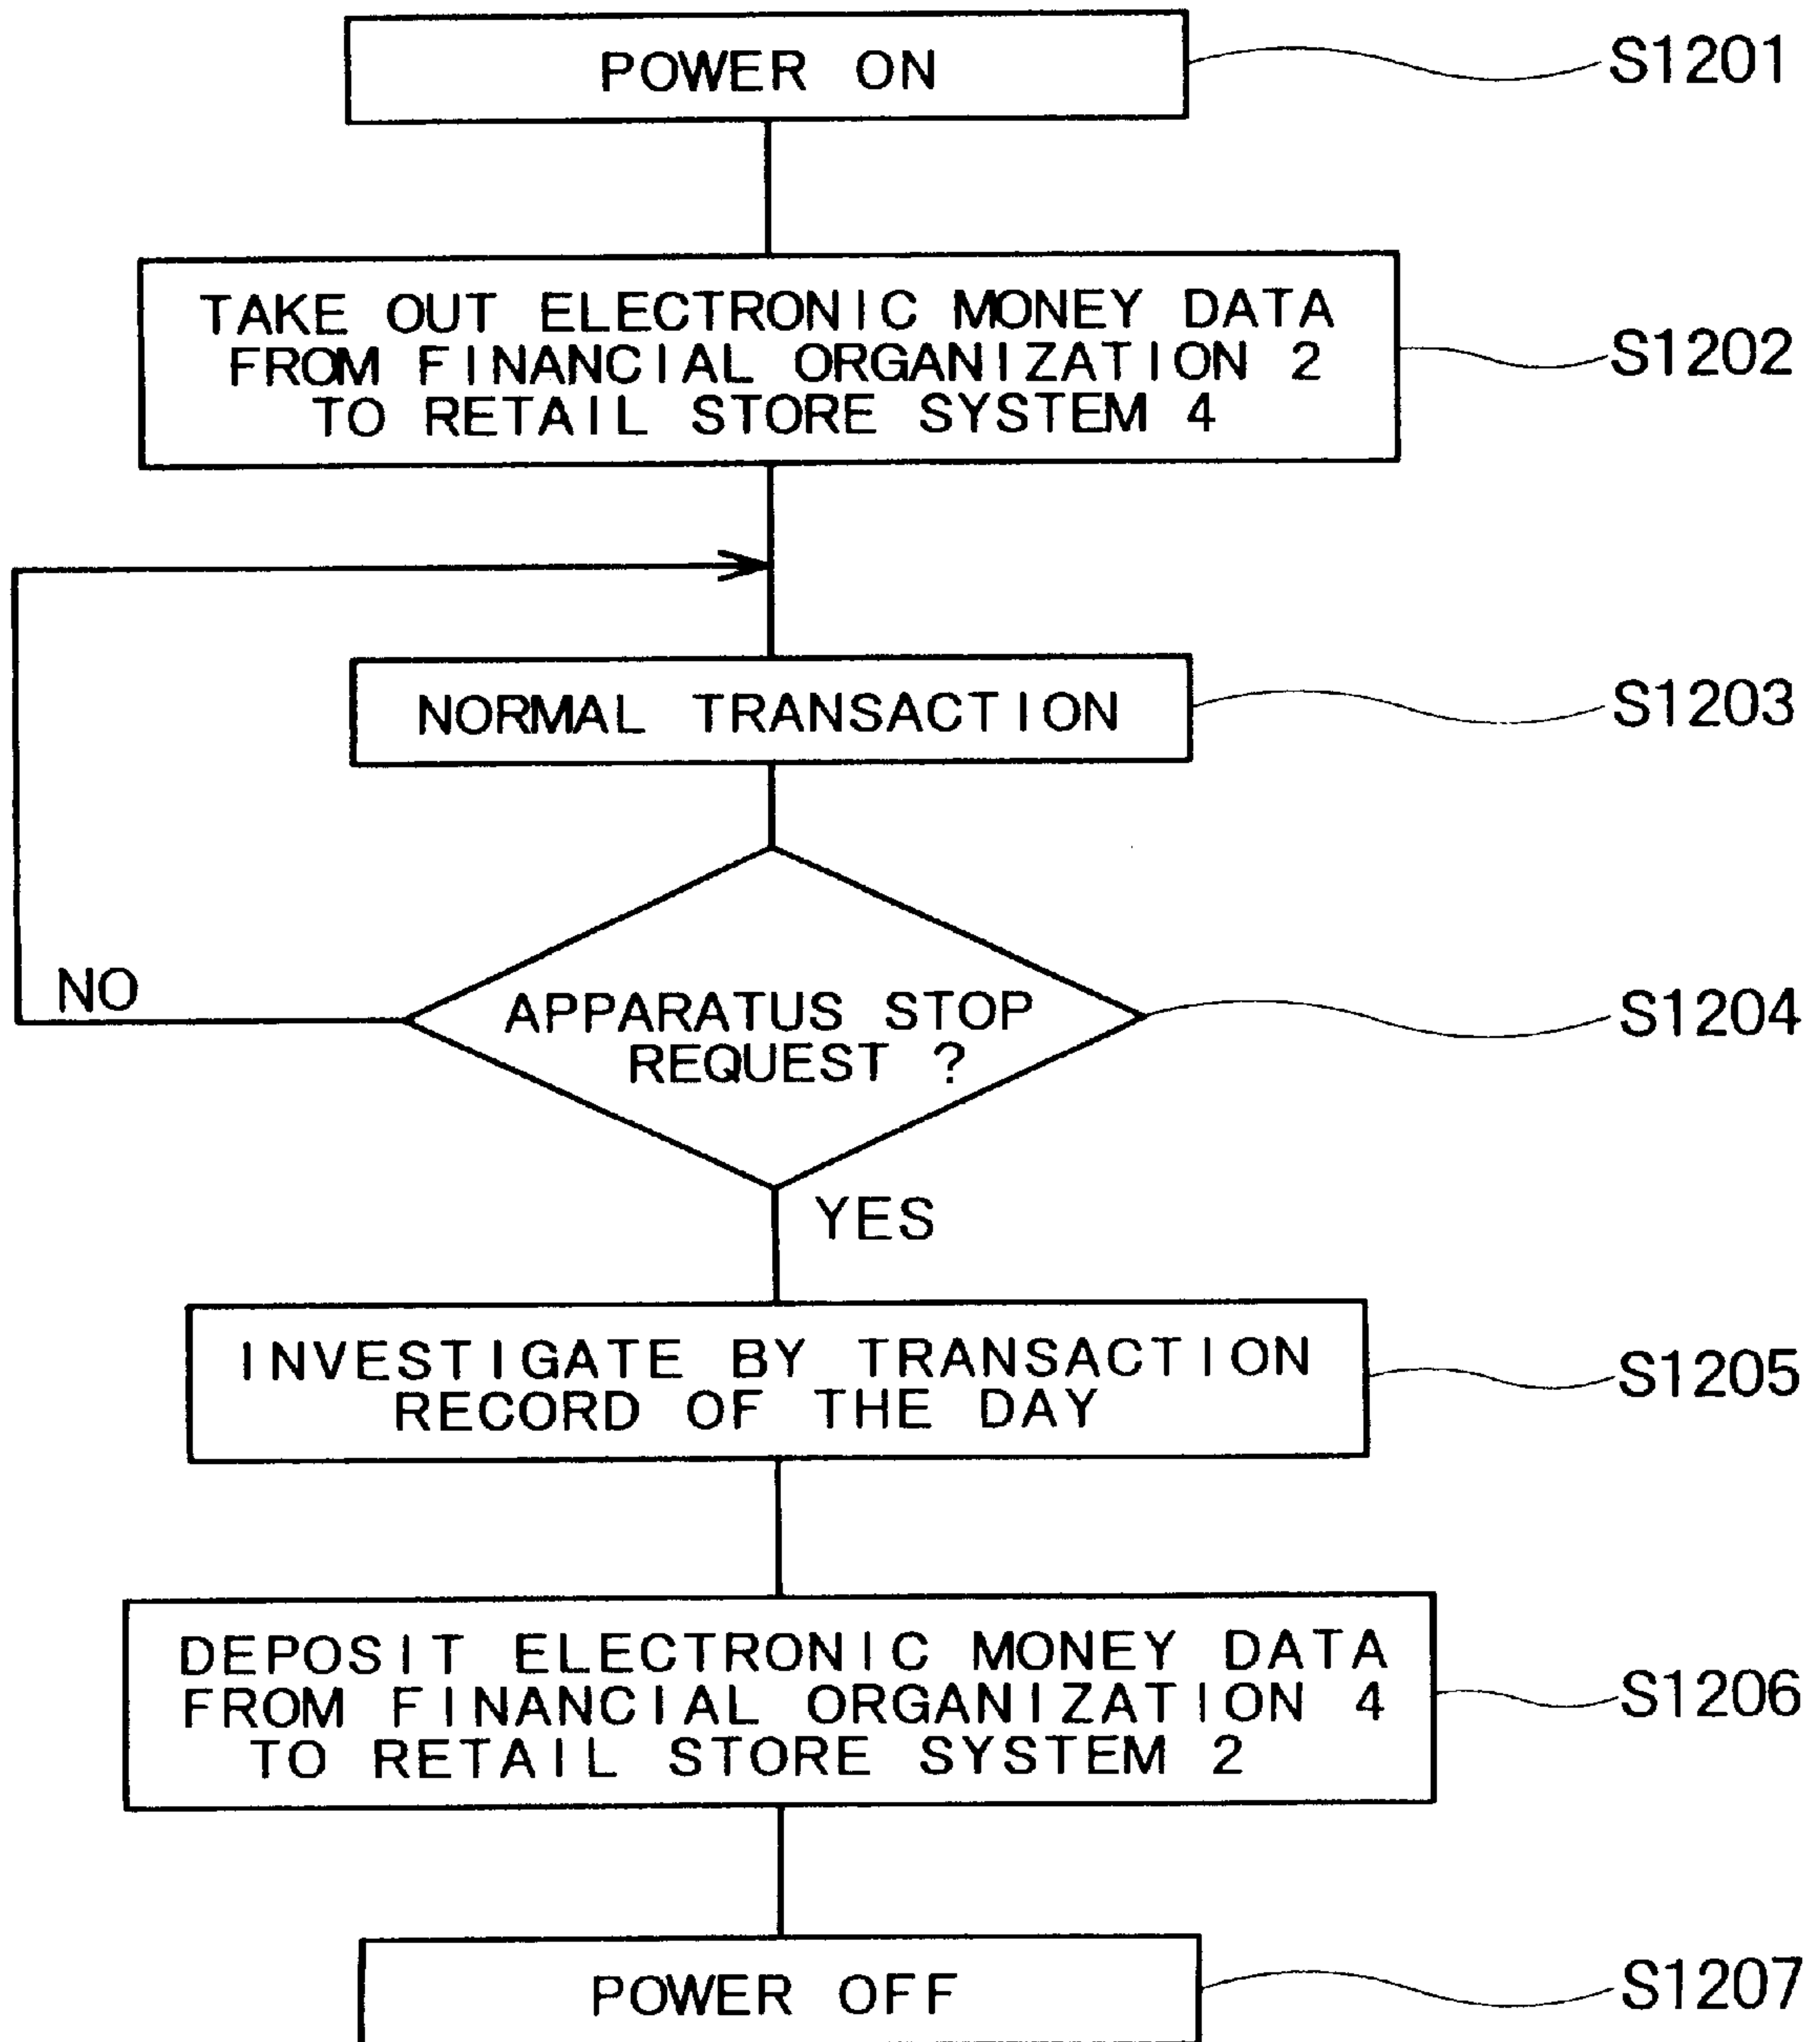 POWER ON
S1201
TAKE OUT ELECTRONIC MONEY DATA
FROM FINANCIAL ORGANIZATION 2
TO RETAIL STORE SYSTEM 4
S1202
NORMAL TRANSACTION
S1203
NO
APPARATUS STOP
REQUEST ?
S1204
YES
INVESTIGATE BY TRANSACTION
RECORD OF THE DAY
S1205
DEPOSIT ELECTRONIC MONEY DATA
FROM FINANCIAL ORGANIZATION 4
TO RETAIL STORE SYSTEM 2
S1206
POWER OFF
S1207